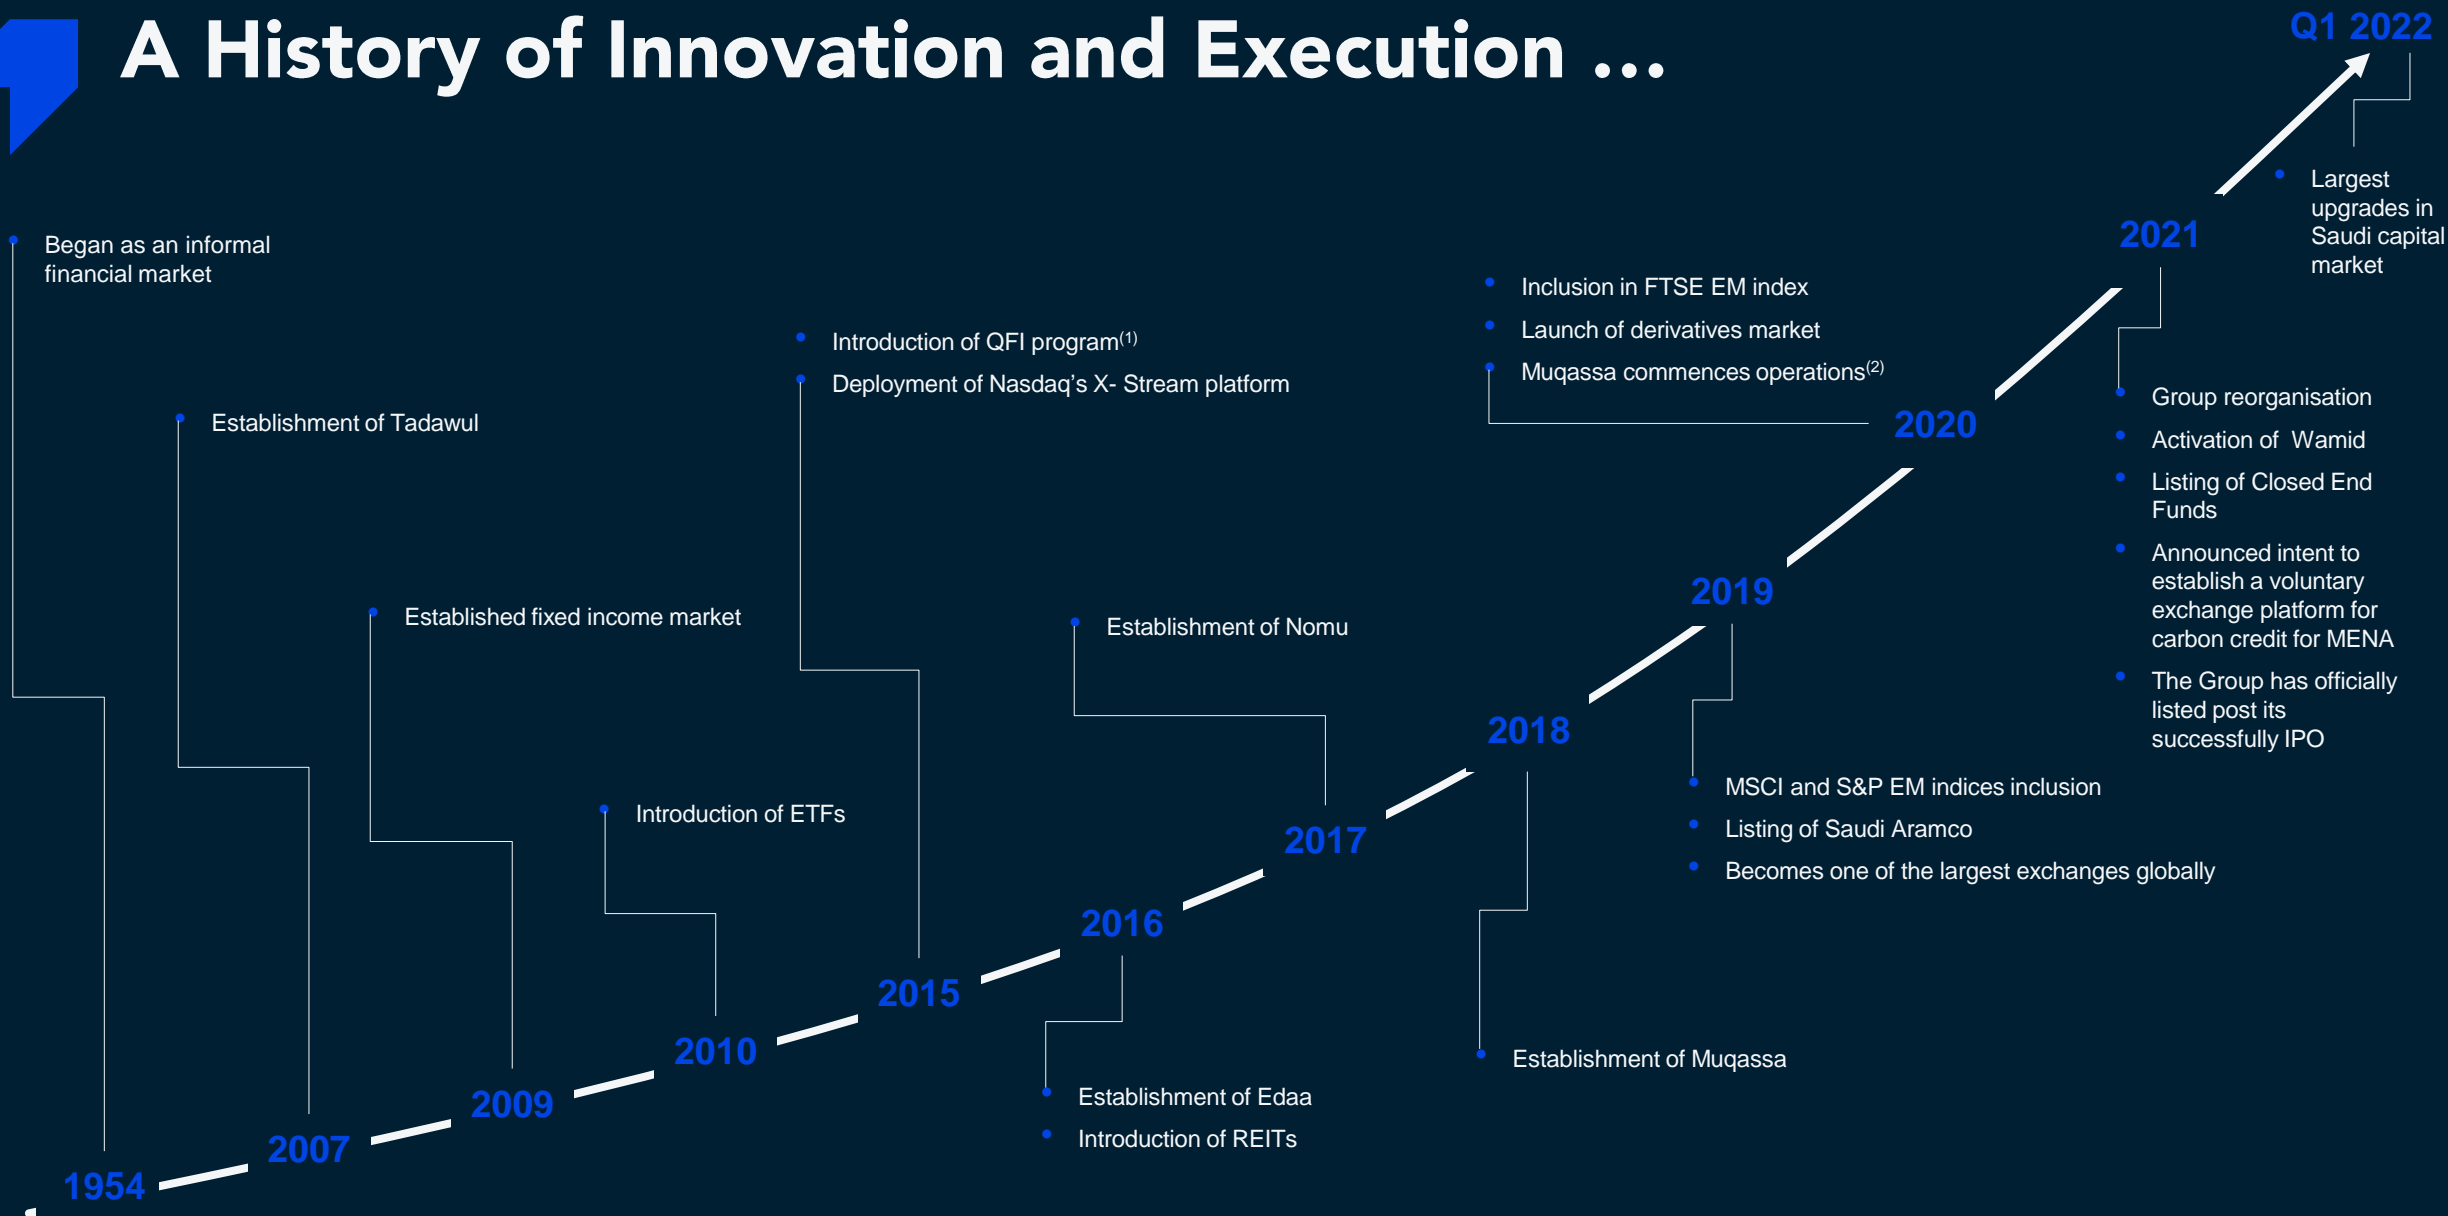 A History of Innovation and Execution ...
Q1 2022
Largest
upgrades in
Saudi capital
market
2021
Group reorganisation
Activation of  Wamid
Listing of Closed End
Funds
Announced intent to
establish a voluntary
exchange platform for
carbon credit for MENA
The Group has officially
listed post its
successfully IPO
Inclusion in FTSE EM index
Launch of derivatives market
Muqassa commences operations(2)
2020
2019
MSCI and S&P EM indices inclusion
Listing of Saudi Aramco
Becomes one of the largest exchanges globally
2018
Establishment of Muqassa
Establishment of Nomu
2017
2016
Establishment of Edaa
Introduction of REITs
Introduction of QFI program(1)
Deployment of Nasdaq’s X- Stream platform
2015
Introduction of ETFs
2010
Established fixed income market
2009
Establishment of Tadawul
2007
Began as an informal
financial market
1954